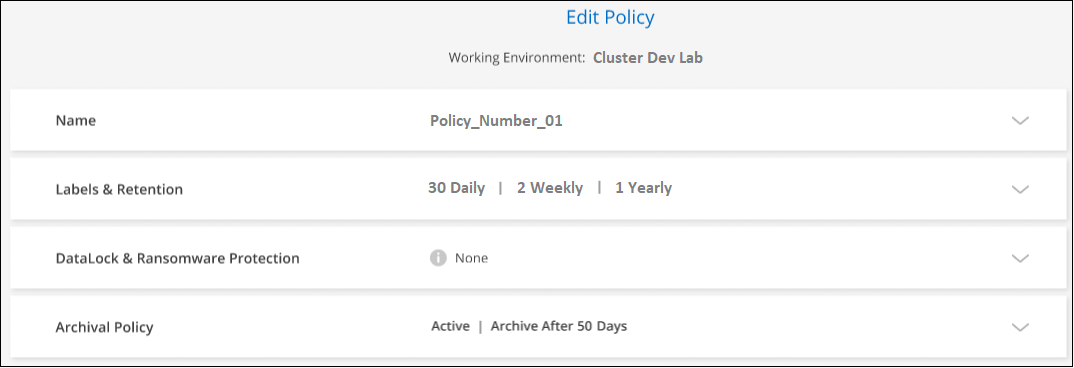 Edit Policy
Working Environment: Cluster Dev Lab
Name Policy_Number_01
Labels & Retention 30 Daily | 2 Weekly | 1 Yearly
DataLock & Ransomware Protection None
Archival Policy Active | Archive After 50 Days